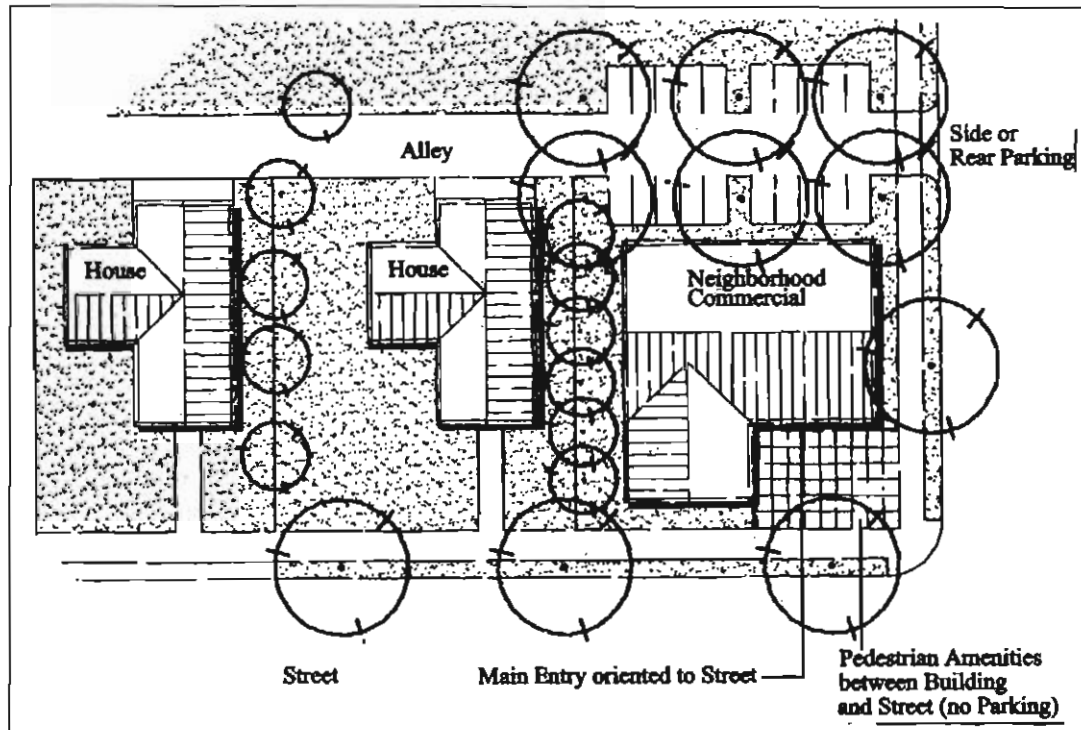 Side or
Rear Parking
Alley
House
House
Neighborhood
Commercial
Street
Main Entry oriented to Street
Pedestrian Amenities
between Building
and Street (no Parking)